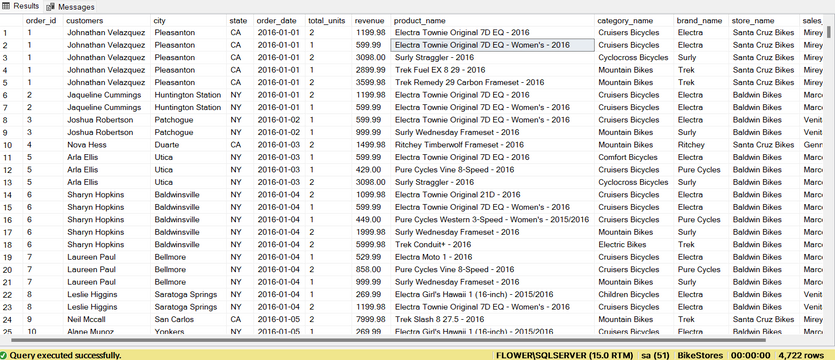 Results Messages
order_id customers city state order_date total_units revenue product_name category_name brand_name store_name sales_
1 1 Johnathan Velazquez Pleasanton CA 2016-01-01 2 1199.98 Electra Townie Original 7D EQ - 2016 Cruisers Bicycles Electra Santa Cruz Bikes Mirey
2 1 Johnathan Velazquez Pleasanton CA 2016-01-01 1 599.99 Electra Townie Original 7D EQ - Women's - 2016 Cruisers Bicycles Electra Santa Cruz Bikes Mirey
3 1 Johnathan Velazquez Pleasanton CA 2016-01-01 2 3098.00 Surly Straggler - 2016 Cyclocross Bicycles Surly Santa Cruz Bikes Mirey
4 1 Johnathan Velazquez Pleasanton CA 2016-01-01 1 2899.99 Trek Fuel EX 8 29 - 2016 Mountain Bikes Trek Santa Cruz Bikes Mirey
5 1 Johnathan Velazquez Pleasanton CA 2016-01-01 2 3599.98 Trek Remedy 29 Carbon Frameset - 2016 Mountain Bikes Trek Santa Cruz Bikes Mirey
6 2 Jaqueline Cummings Huntington Station NY 2016-01-01 2 1199.98 Electra Townie Original 7D EQ - 2016 Cruisers Bicycles Electra Baldwin Bikes Marce
7 2 Jaqueline Cummings Huntington Station NY 2016-01-01 1 599.99 Electra Townie Original 7D EQ - Women's - 2016 Cruisers Bicycles Electra Baldwin Bikes Marce
8 3 Joshua Robertson Patchogue NY 2016-01-02 1 599.99 Electra Townie Original 7D EQ - Women's - 2016 Cruisers Bicycles Electra Baldwin Bikes Venit
9 3 Joshua Robertson Patchogue NY 2016-01-02 1 999.99 Surly Wednesday Frameset - 2016 Mountain Bikes Surly Baldwin Bikes Venit
10 4 Nova Hess Duarte CA 2016-01-03 2 1499.98 Ritchey Timberwolf Frameset - 2016 Mountain Bikes Ritchey Santa Cruz Bikes Genn
11 5 Arla Ellis Utica NY 2016-01-03 1 599.99 Electra Townie Original 7D EQ - 2016 Comfort Bicycles Electra Baldwin Bikes Marce
12 5 Arla Ellis Utica NY 2016-01-03 1 429.00 Pure Cycles Vine 8-Speed - 2016 Cruisers Bicycles Pure Cycles Baldwin Bikes Marce
13 5 Arla Ellis Utica NY 2016-01-03 2 3098.00 Surly Straggler - 2016 Cyclocross Bicycles Surly Baldwin Bikes Marce
14 6 Sharyn Hopkins Baldwinsville NY 2016-01-04 2 1099.98 Electra Townie Original 21D - 2016 Cruisers Bicycles Electra Baldwin Bikes Marce
15 6 Sharyn Hopkins Baldwinsville NY 2016-01-04 1 599.99 Electra Townie Original 7D EQ - Women's - 2016 Cruisers Bicycles Electra Baldwin Bikes Marce
16 6 Sharyn Hopkins Baldwinsville NY 2016-01-04 1 449.00 Pure Cycles Western 3-Speed - Women's - 2015/2016 Cruisers Bicycles Pure Cycles Baldwin Bikes Marce
17 6 Sharyn Hopkins Baldwinsville NY 2016-01-04 2 1999.98 Surly Wednesday Frameset - 2016 Mountain Bikes Surly Baldwin Bikes Marce
18 6 Sharyn Hopkins Baldwinsville NY 2016-01-04 2 5999.98 Trek Conduit+ - 2016 Electric Bikes Trek Baldwin Bikes Marce
19 7 Laureen Paul Bellmore NY 2016-01-04 1 529.99 Electra Moto 1 - 2016 Cruisers Bicycles Electra Baldwin Bikes Marce
20 7 Laureen Paul Bellmore NY 2016-01-04 2 858.00 Pure Cycles Vine 8-Speed - 2016 Cruisers Bicycles Pure Cycles Baldwin Bikes Marce
21 7 Laureen Paul Bellmore NY 2016-01-04 1 999.99 Surly Wednesday Frameset - 2016 Mountain Bikes Surly Baldwin Bikes Marce
22 8 Leslie Higgins Saratoga Springs NY 2016-01-04 1 269.99 Electra Girl's Hawaii 1 (16-inch) - 2015/2016 Children Bicycles Electra Baldwin Bikes Venit
23 8 Leslie Higgins Saratoga Springs NY 2016-01-04 2 1199.98 Electra Townie Original 7D EQ - Women's - 2016 Cruisers Bicycles Electra Baldwin Bikes Venit
24 9 Neil Mccall San Carlos CA 2016-01-05 2 7999.98 Trek Slash 8 27.5 - 2016 Mountain Bikes Trek Santa Cruz Bikes Genn
25 10 Alane Munoz Yonkers NY 2016-01-05 1 269.99 Electra Girl's Hawaii 1 (16-inch) - 2015/2016 Cruisers Bicycles Electra Baldwin Bikes Marce
Query executed successfully. FLOWER\SQLSERVER (15.0 RTM) sa (51) BikeStores 00:00:00 4,722 rows